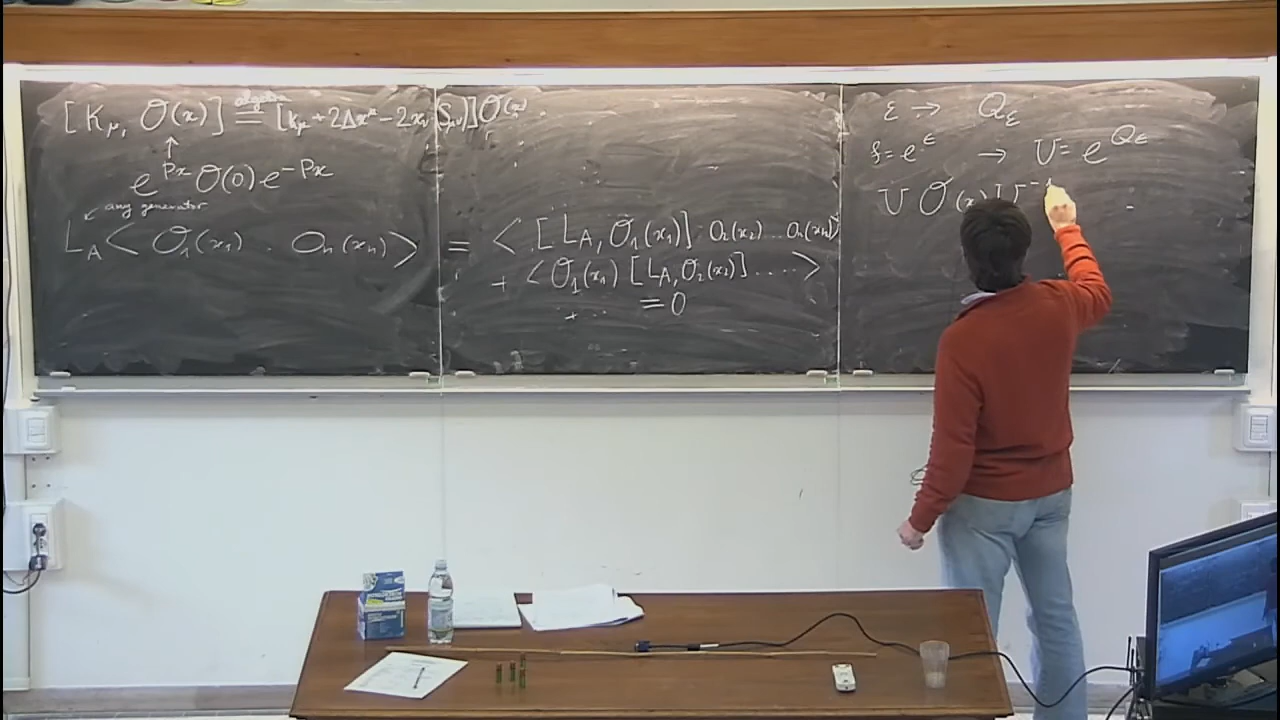 [K_μ, O(x)] =^{algebra} [k_μ + 2Δx^μ - 2x_ν (S_μν)] O(x)
↑
e^{Px} O(0) e^{-Px}
↙ any generator
L_A < O_1(x_1) . O_n(x_n) > = < [L_A, O_1(x_1)] O_2(x_2) ... O_n(x_n) >
+ < O_1(x_1) [L_A, O_2(x_2)] .... >
+ ... = 0
ε → Q_ε
f = e^ε → U = e^{Q_ε}
U O(x) U^{-1}